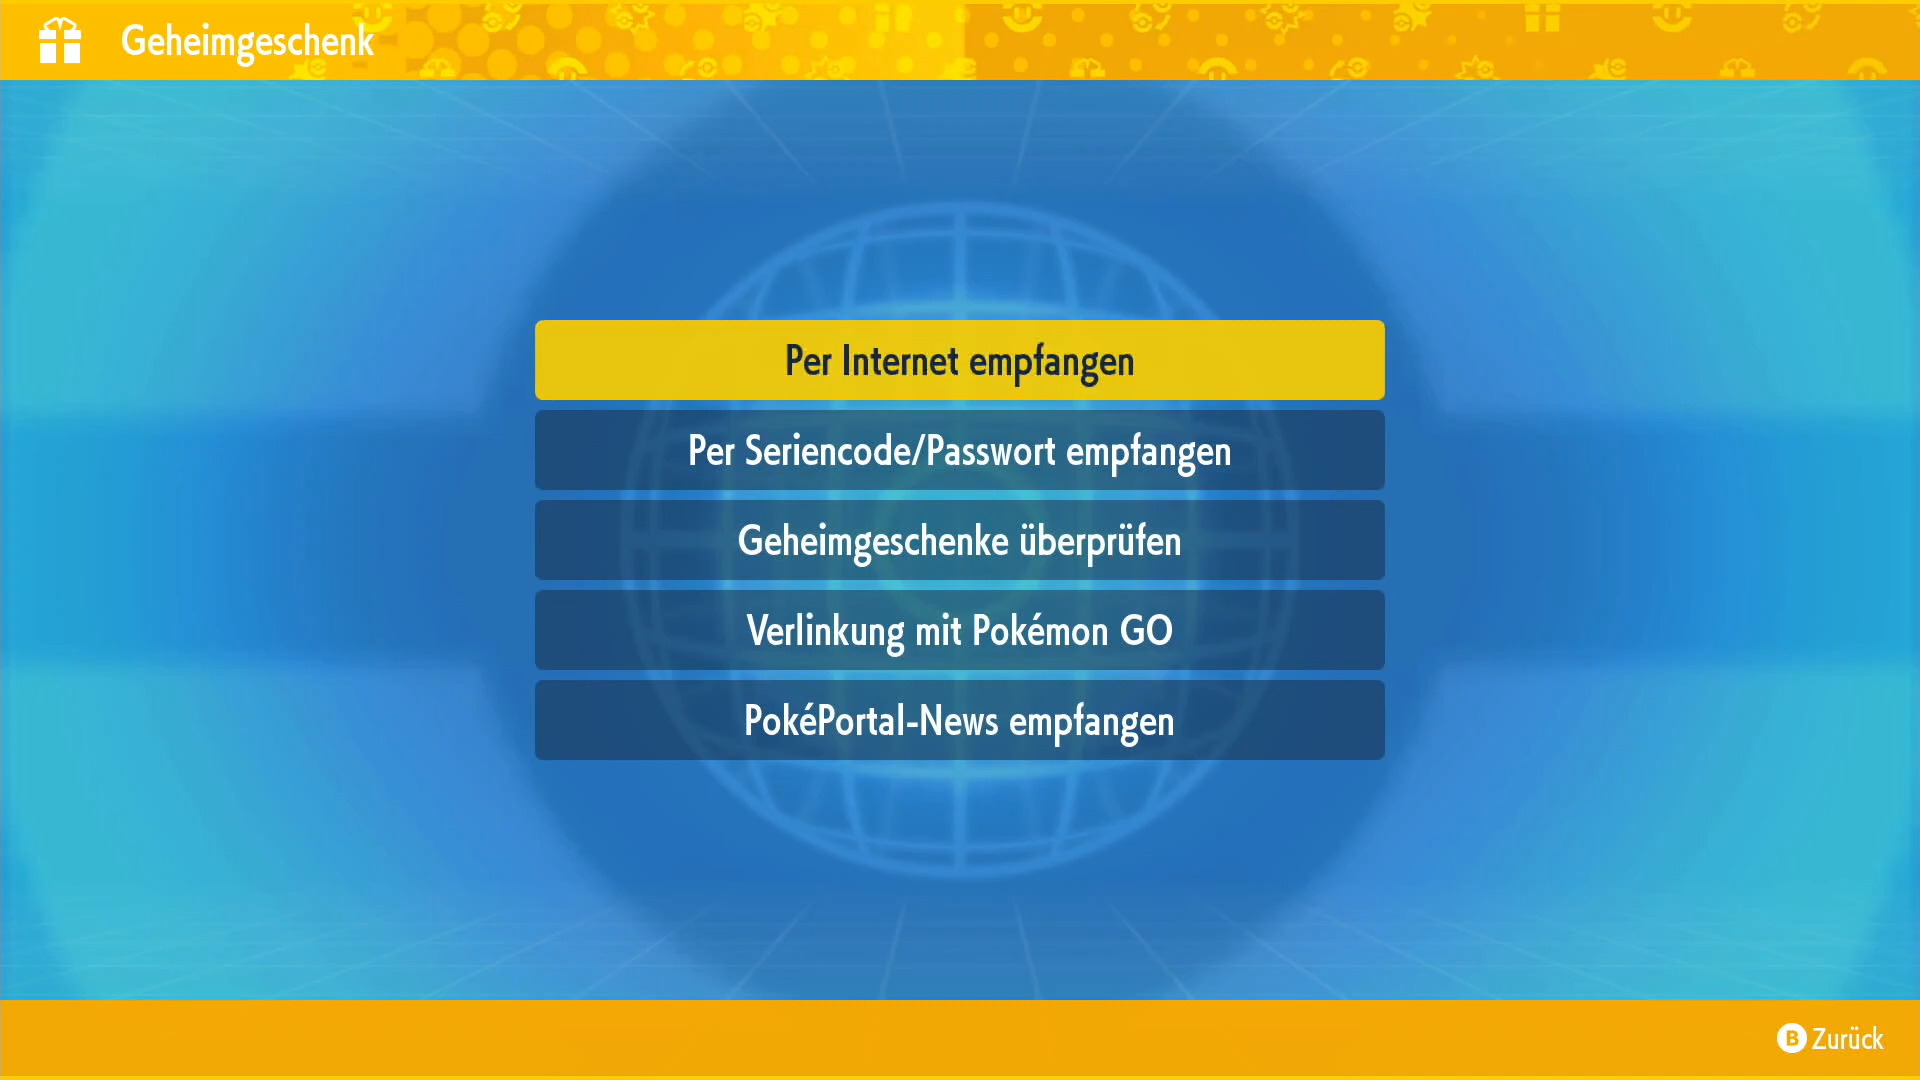 Geheimgeschenk
Per Internet empfangen
Per Seriencode/Passwort empfangen
Geheimgeschenke überprüfen
Verlinkung mit Pokémon GO
PokéPortal-News empfangen
B Zurück